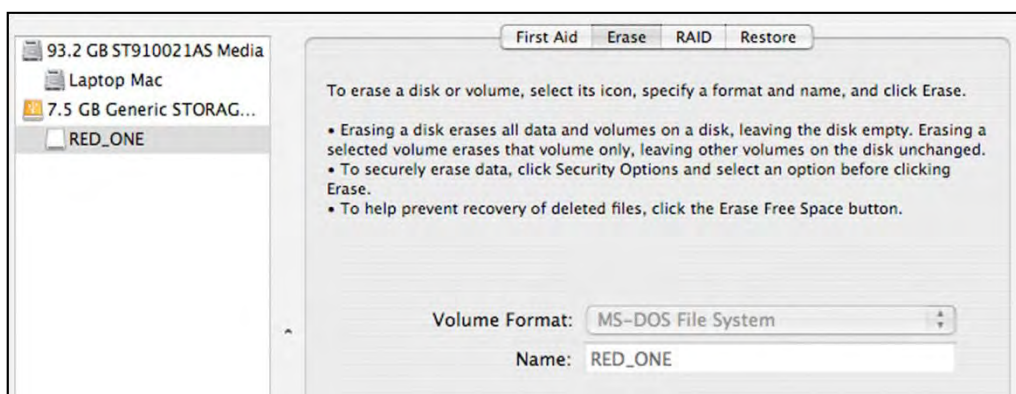 93.2 GB ST910021AS Media
Laptop Mac
7.5 GB Generic STORAG...
RED_ONE
First Aid Erase RAID Restore
To erase a disk or volume, select its icon, specify a format and name, and click Erase.
• Erasing a disk erases all data and volumes on a disk, leaving the disk empty. Erasing a
selected volume erases that volume only, leaving other volumes on the disk unchanged.
• To securely erase data, click Security Options and select an option before clicking
Erase.
• To help prevent recovery of deleted files, click the Erase Free Space button.
Volume Format: MS-DOS File System
Name: RED_ONE